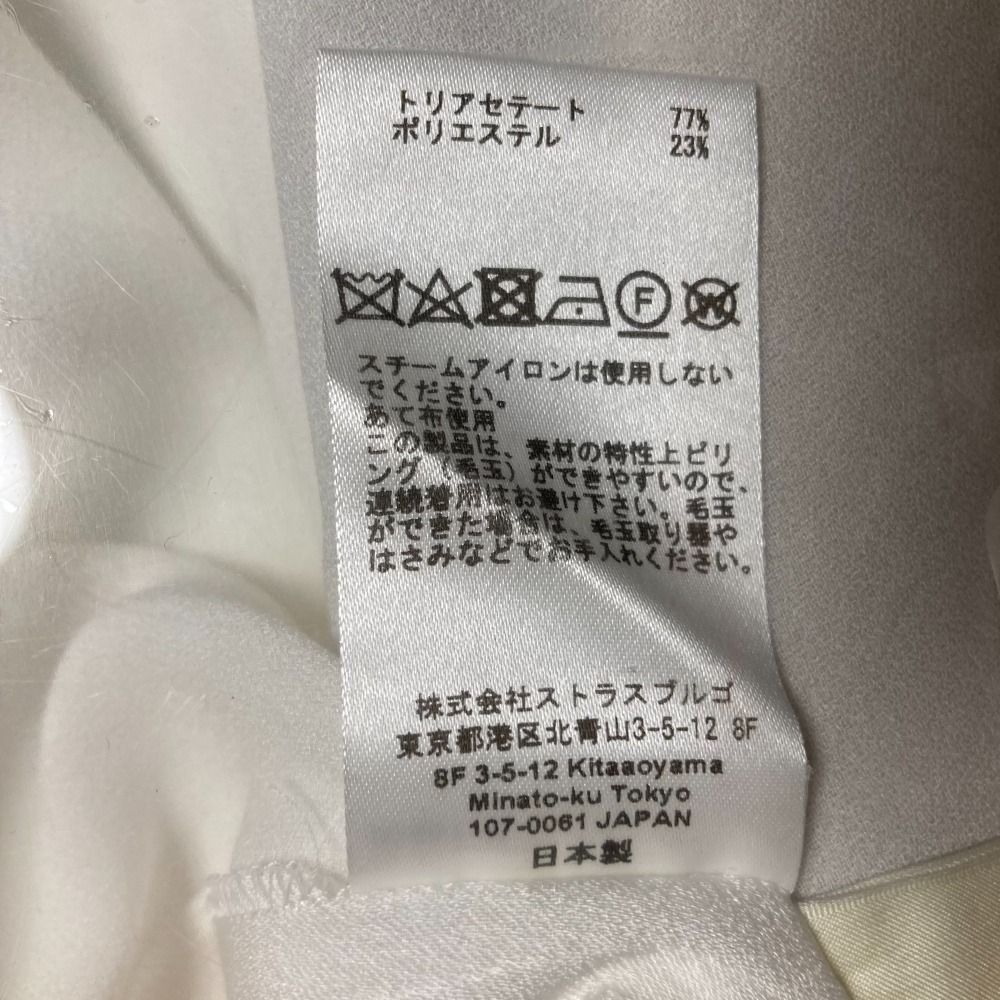 トリアセテート 77%
ポリエステル 23%
F
W
スチームアイロンは使用しない
でください。
あて布使用
この製品は、素材の特性上ピリ
ング（毛玉）ができやすいので、
連続着用はお避け下さい。毛玉
ができた場合は、毛玉取り器や
はさみなどでお手入れください。
株式会社ストラスブルゴ
東京都港区北青山3-5-12 8F
8F 3-5-12 Kitaaoyama
Minato-ku Tokyo
107-0061 JAPAN
日本製